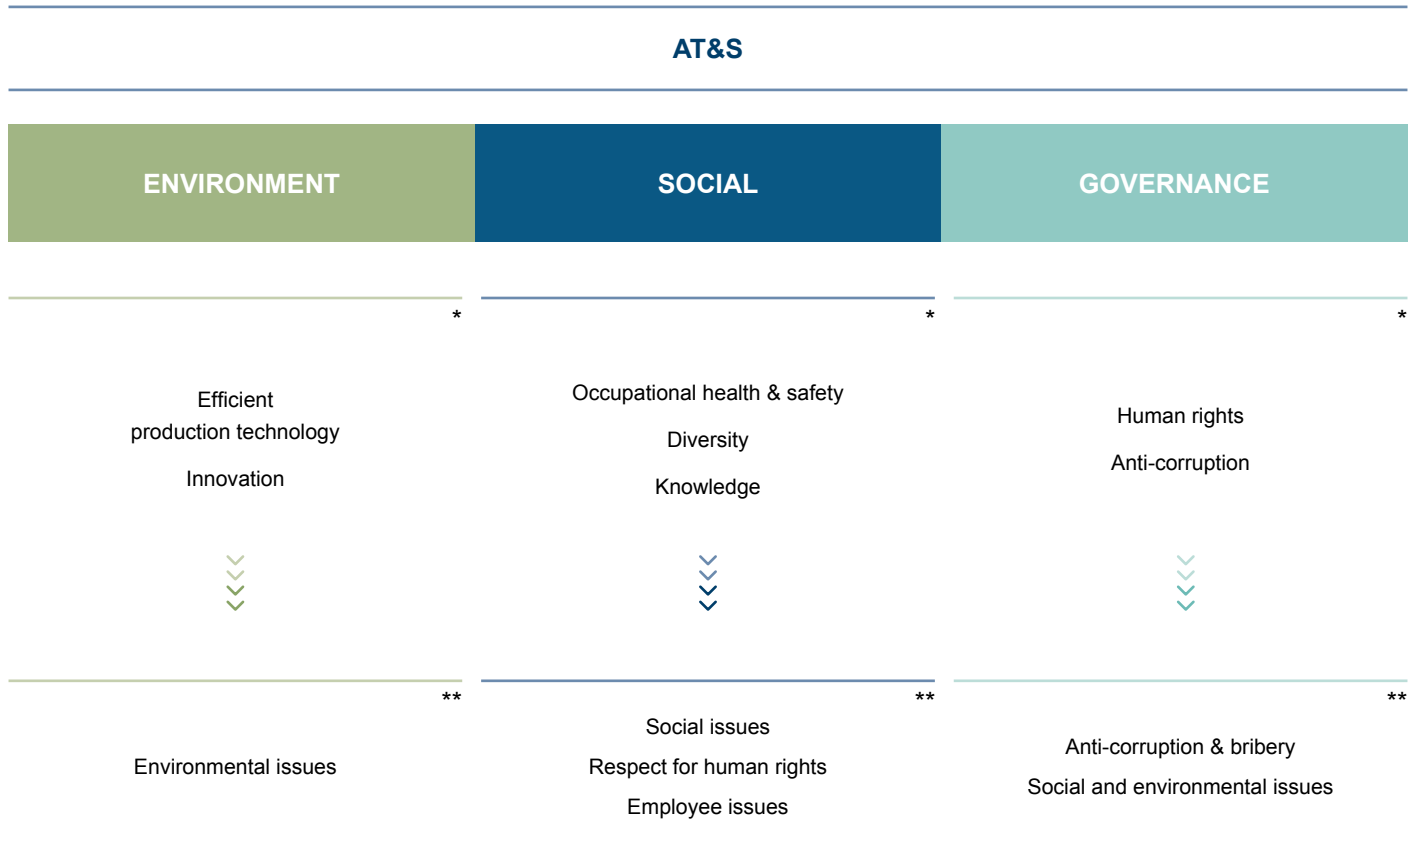 AT&S
ENVIRONMENT
SOCIAL
GOVERNANCE
*
*
*
Efficient
production technology
Innovation
Occupational health & safety
Diversity
Knowledge
Human rights
Anti-corruption
**
**
**
Environmental issues
Social issues
Respect for human rights
Employee issues
Anti-corruption & bribery
Social and environmental issues